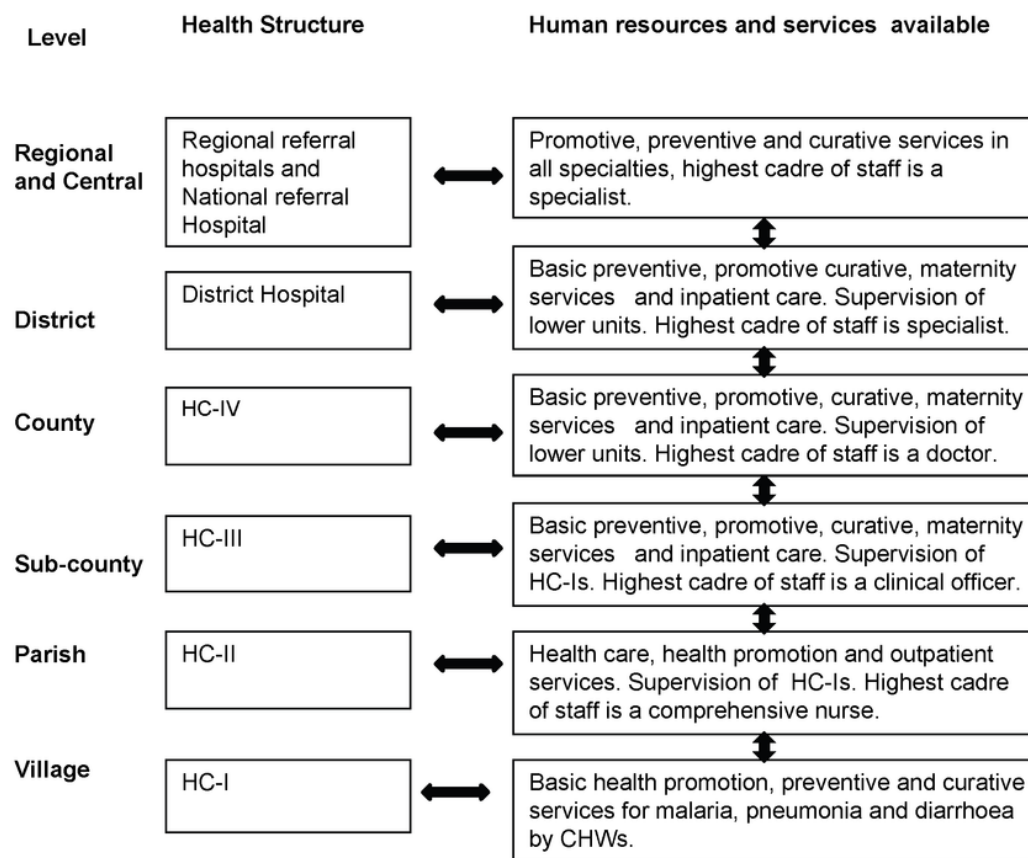 Level
Health Structure
Human resources and services available
Regional
and Central
Regional referral
hospitals and
National referral
Hospital
Promotive, preventive and curative services in
all specialties, highest cadre of staff is a
specialist.
District
District Hospital
Basic preventive, promotive curative, maternity
services and inpatient care. Supervision of
lower units. Highest cadre of staff is specialist.
County
HC-IV
Basic preventive, promotive, curative, maternity
services and inpatient care. Supervision of
lower units. Highest cadre of staff is a doctor.
Sub-county
HC-III
Basic preventive, promotive, curative, maternity
services and inpatient care. Supervision of
HC-Is. Highest cadre of staff is a clinical officer.
Parish
HC-II
Health care, health promotion and outpatient
services. Supervision of HC-Is. Highest cadre
of staff is a comprehensive nurse.
Village
HC-I
Basic health promotion, preventive and curative
services for malaria, pneumonia and diarrhoea
by CHWs.